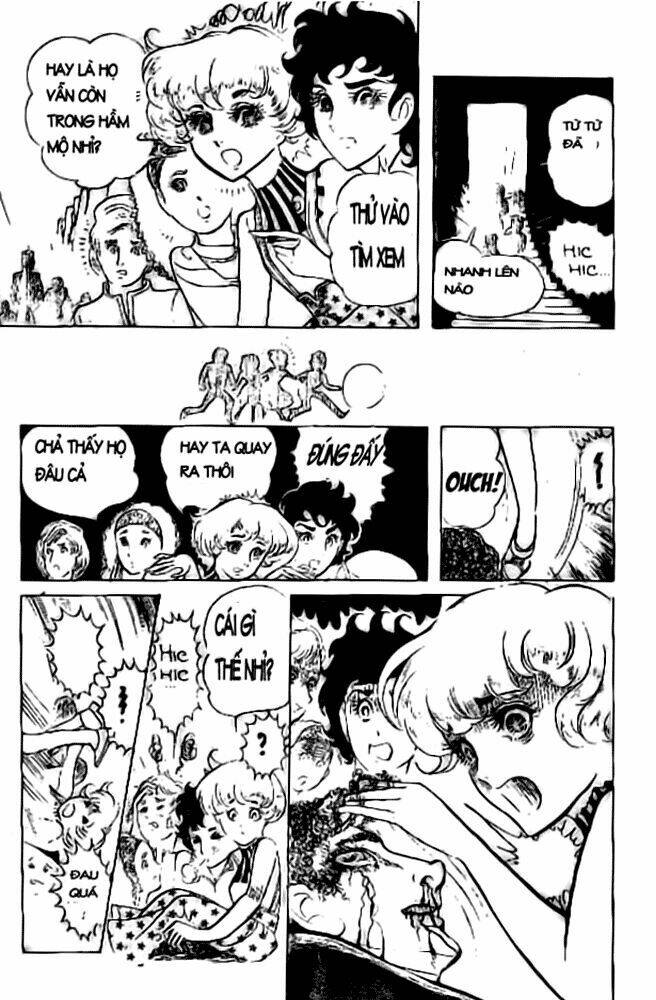 HAY LÀ HỌ
VẪN CÒN
TRONG HẦM
MỘ NHỈ?
THỬ VÀO
TÌM XEM
TỪ TỪ
ĐÃ
HIC
HIC...
NHANH LÊN
NÀO
CHẢ THẤY HỌ
ĐÂU CẢ
HAY TA QUAY
RA THÔI
ĐÚNG ĐẤY
OUCH!
!
!
ĐAU
QUÁ
HIC
HIC
CÁI GÌ
THẾ NHỈ?
?